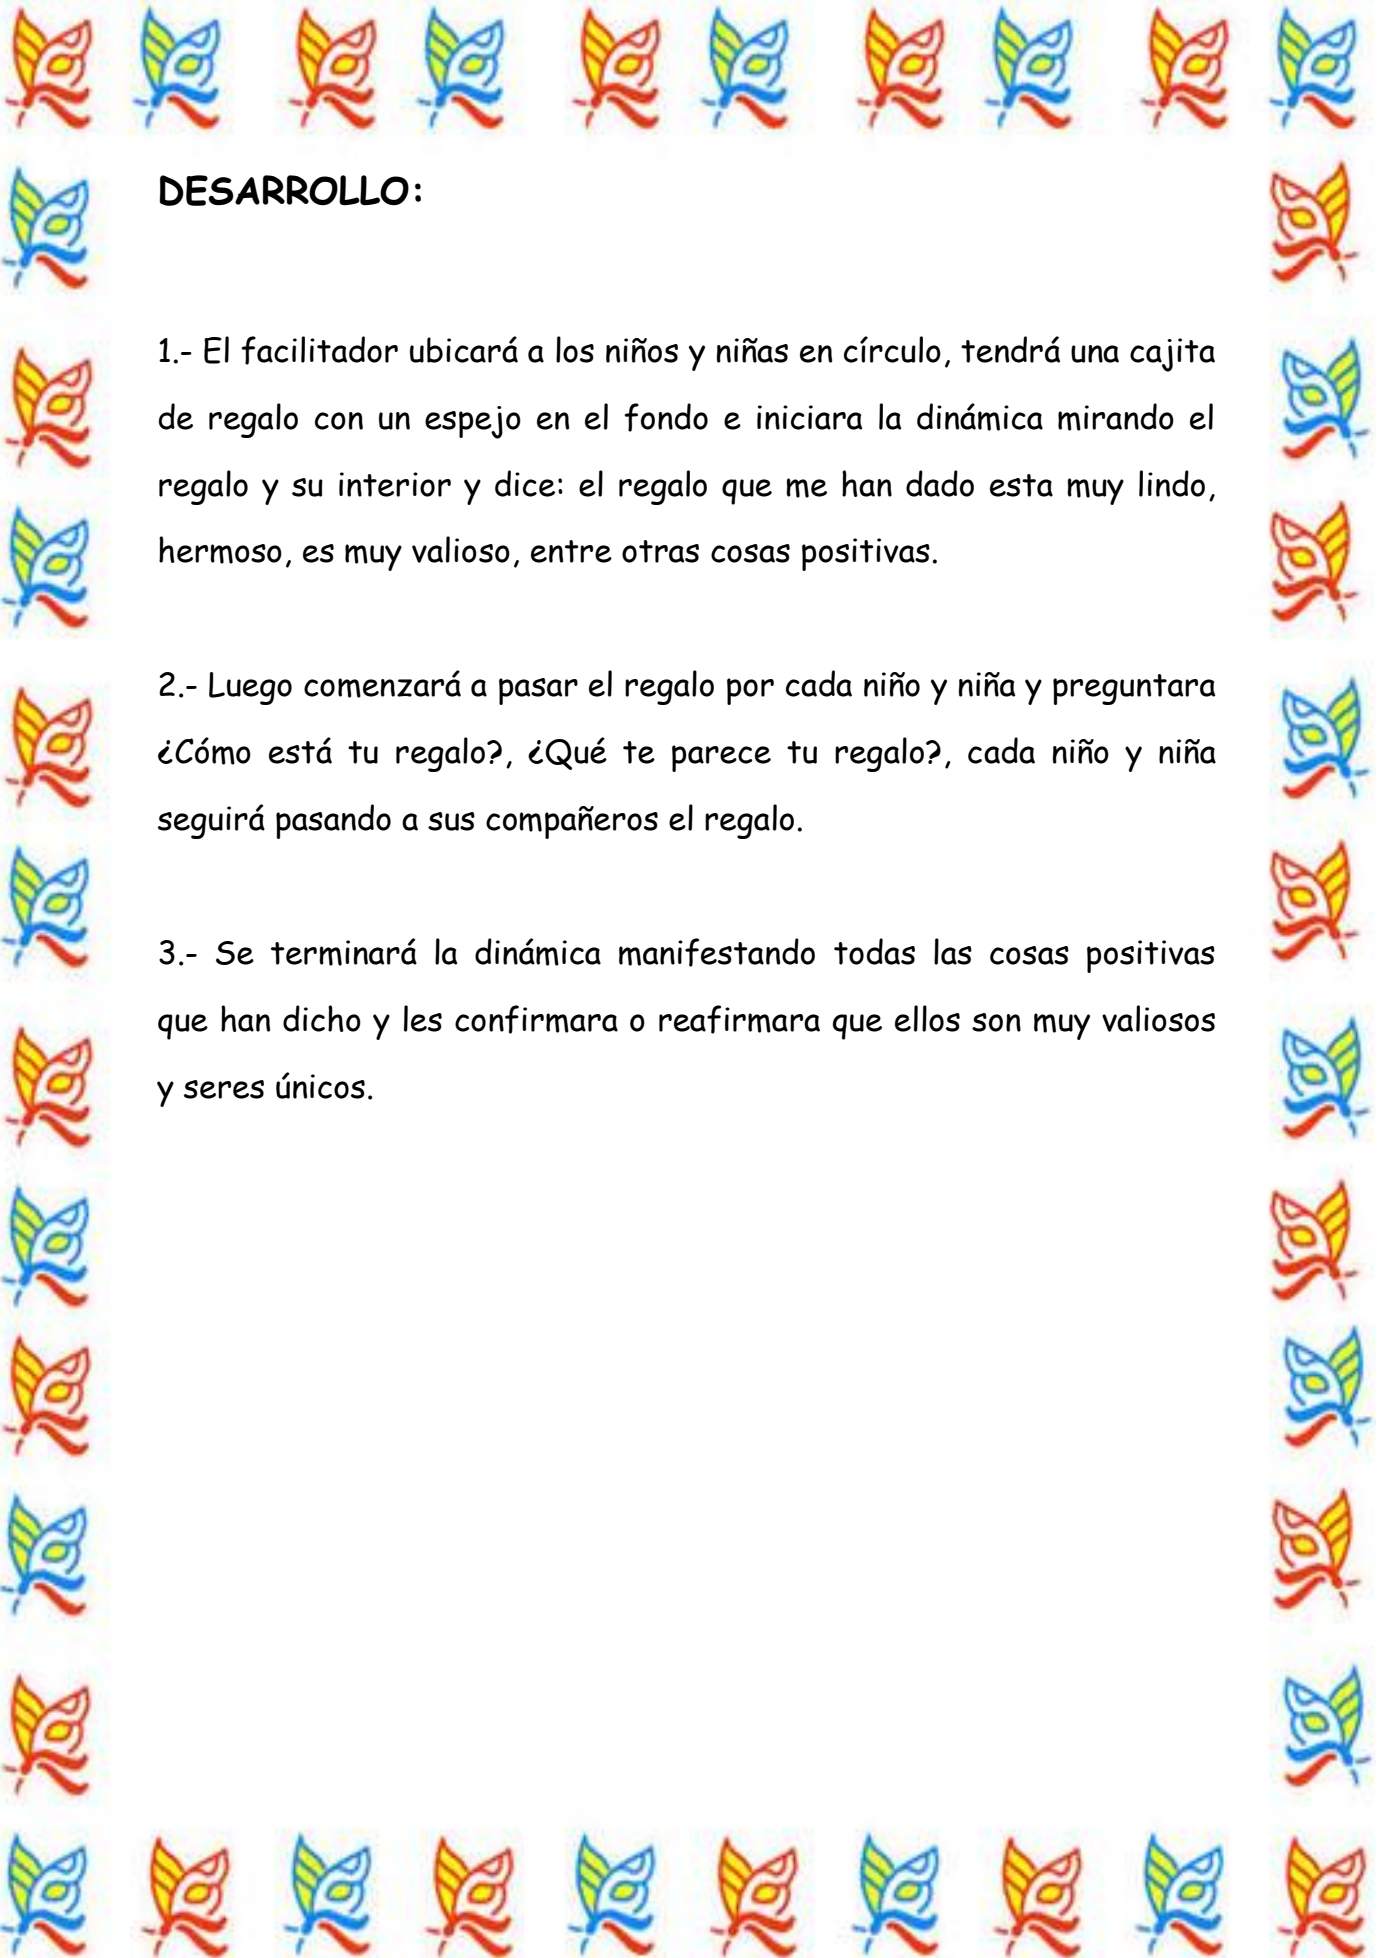 DESARROLLO:
1.- El facilitador ubicará a los niños y niñas en círculo, tendrá una cajita
de regalo con un espejo en el fondo e iniciara la dinámica mirando el
regalo y su interior y dice: el regalo que me han dado esta muy lindo,
hermoso, es muy valioso, entre otras cosas positivas.
2.- Luego comenzará a pasar el regalo por cada niño y niña y preguntara
¿Cómo está tu regalo?, ¿Qué te parece tu regalo?, cada niño y niña
seguirá pasando a sus compañeros el regalo.
3.- Se terminará la dinámica manifestando todas las cosas positivas
que han dicho y les confirmara o reafirmara que ellos son muy valiosos
y seres únicos.